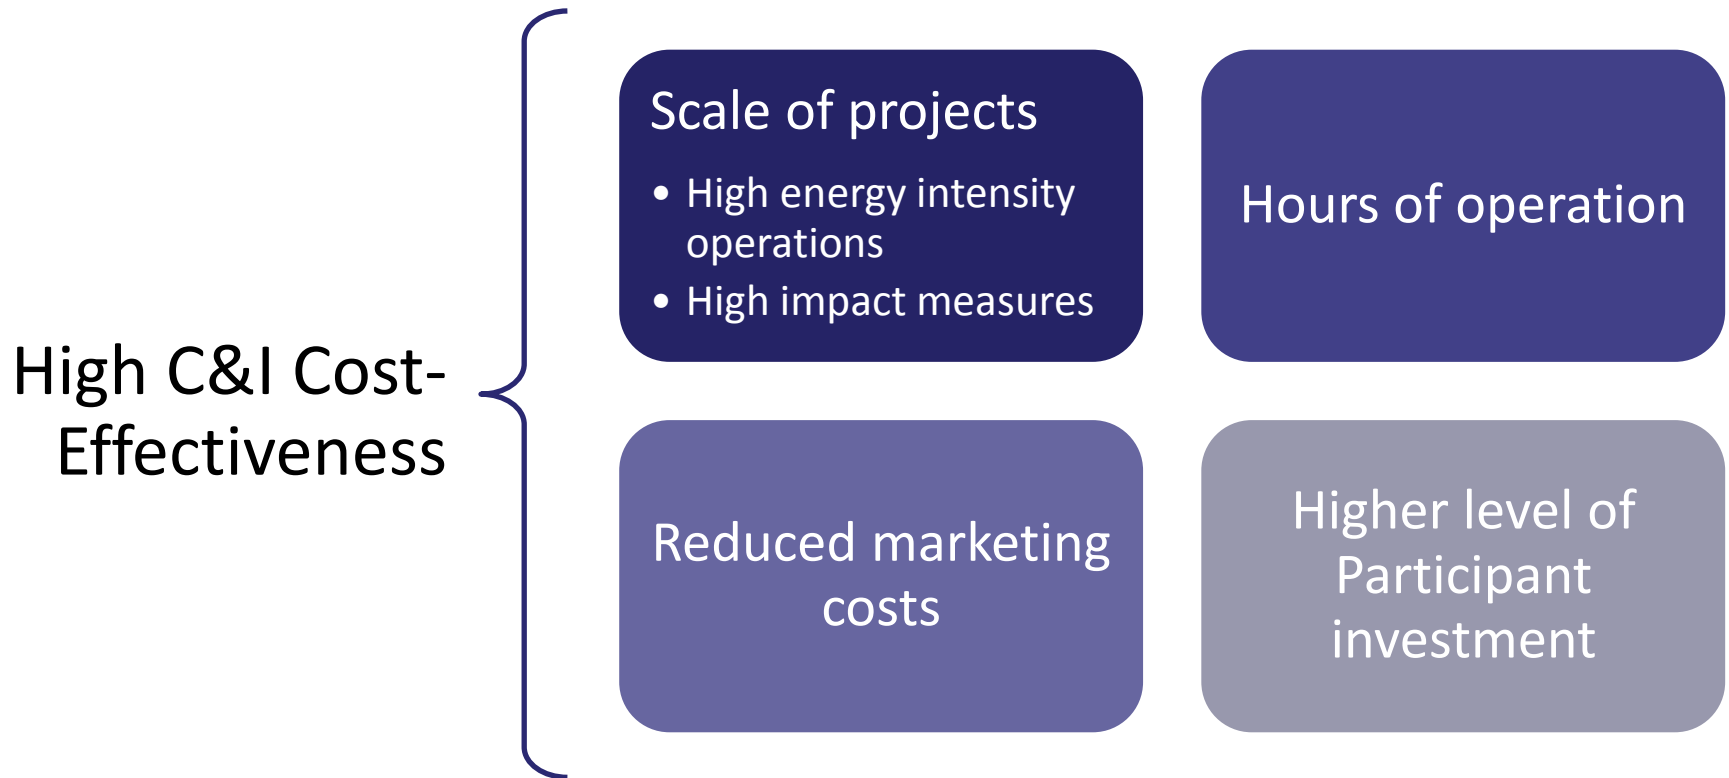 High C&I Cost-
Effectiveness
Scale of projects
• High energy intensity
operations
• High impact measures
Hours of operation
Reduced marketing
costs
Higher level of
Participant
investment